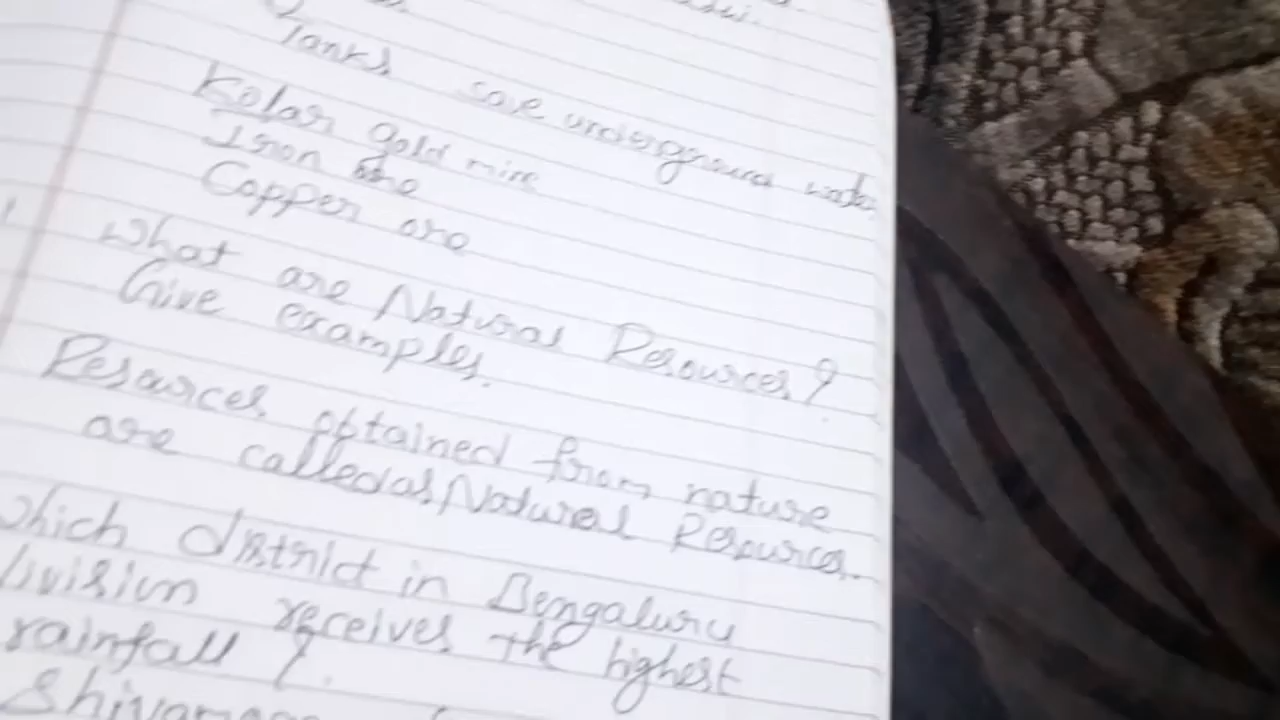 Tanks save underground water
Kolar gold mine
Iron ore
Copper ore
What are Natural Resources?
Give examples.
Resources obtained from nature
are called as Natural Resources.
Which district in Bengaluru
Division receives the highest
rainfall?